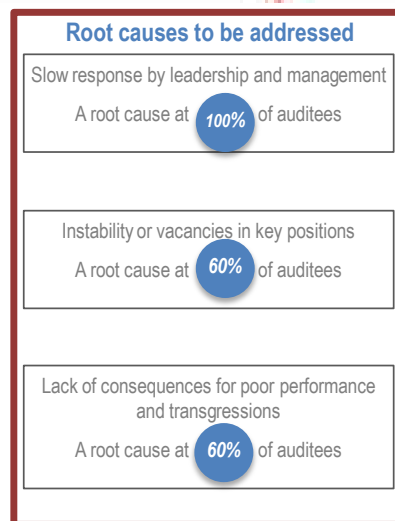 Root causes to be addressed
Slow response by leadership and management
A root cause at 100% of auditees
Instability or vacancies in key positions
A root cause at 60% of auditees
Lack of consequences for poor performance
and transgressions
A root cause at 60% of auditees